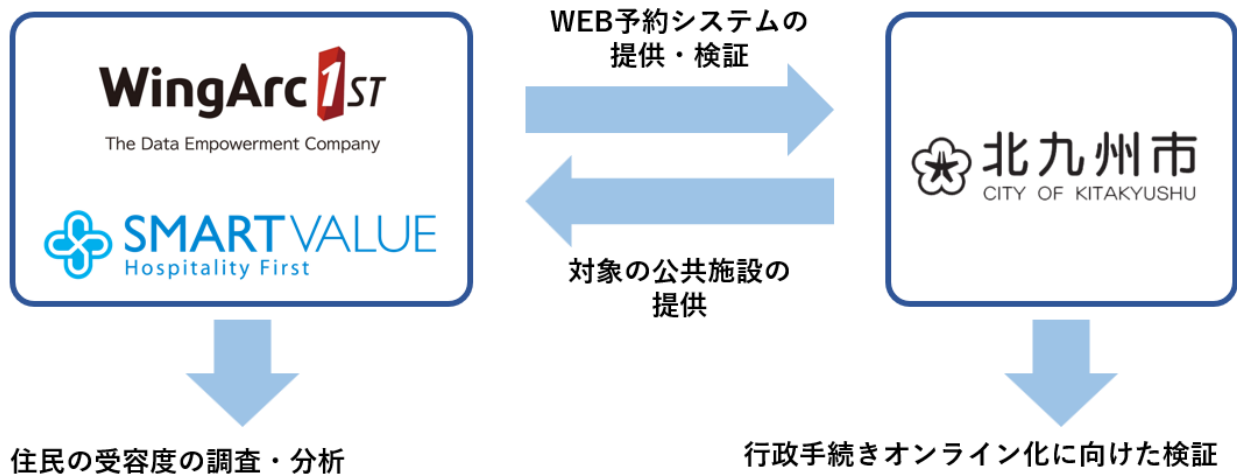 WEB予約システムの
提供・検証
WingArc1ST
The Data Empowerment Company
SMARTVALUE
Hospitality First
北九州市
CITY OF KITAKYUSHU
対象の公共施設の
提供
住民の受容度の調査・分析
行政手続きオンライン化に向けた検証